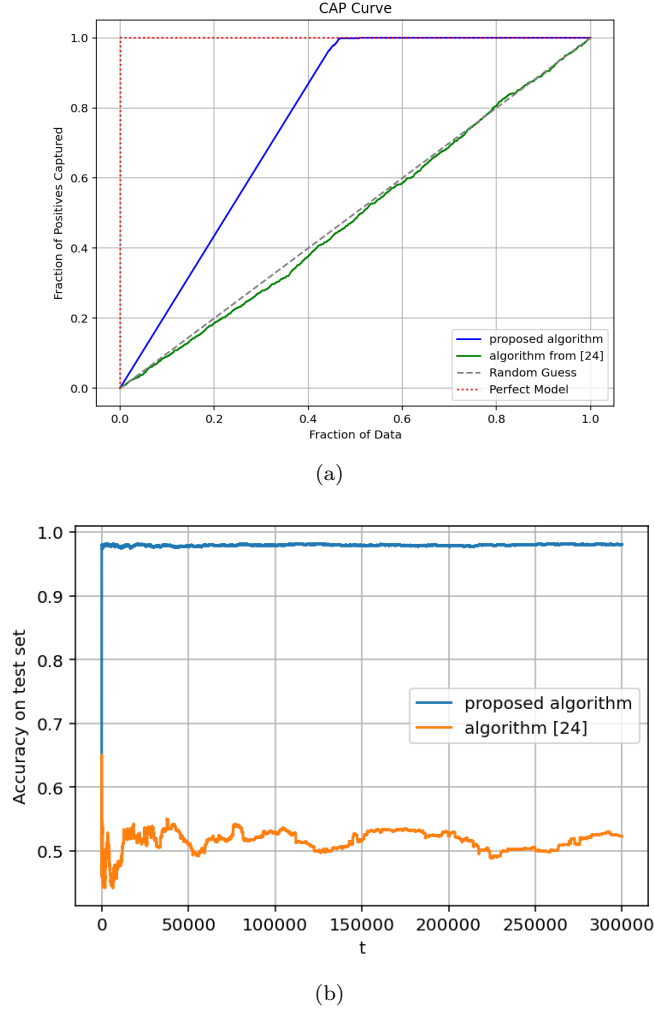 CAP Curve
1.0
0.8
0.6
0.4
0.2
0.0
Fraction of Positives Captured
proposed algorithm
algorithm from [24]
Random Guess
Perfect Model
0.0 0.2 0.4 0.6 0.8 1.0
Fraction of Data
(a)
1.0
0.9
0.8
0.7
0.6
0.5
Accuracy on test set
proposed algorithm
algorithm [24]
0 50000 100000 150000 200000 250000 300000
t
(b)